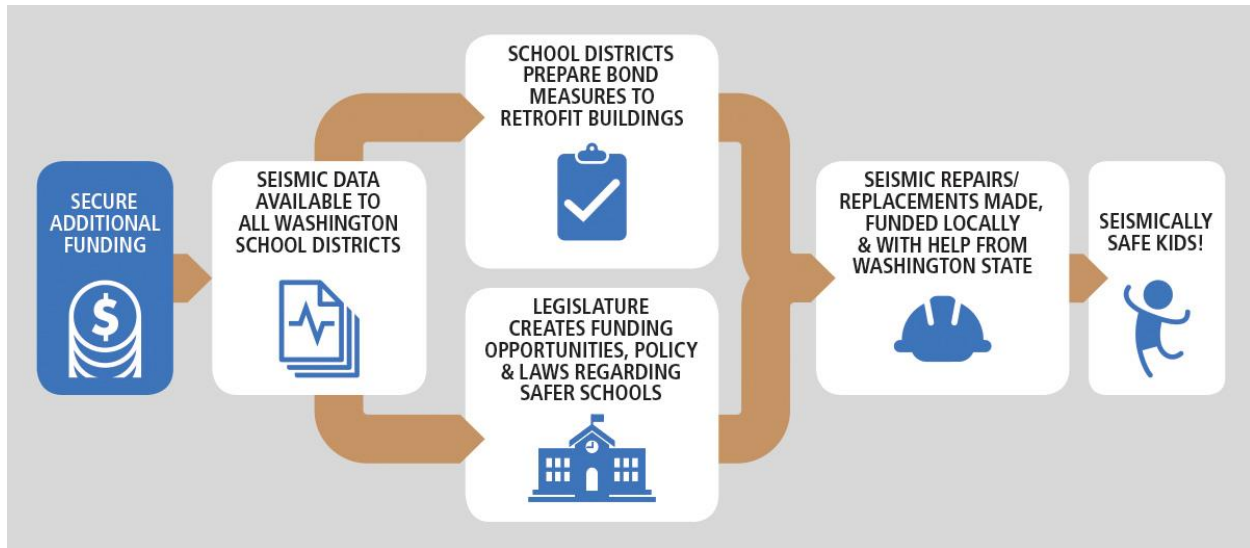 SECURE
ADDITIONAL
FUNDING
$
SEISMIC DATA
AVAILABLE TO
ALL WASHINGTON
SCHOOL DISTRICTS
SCHOOL DISTRICTS
PREPARE BOND
MEASURES TO
RETROFIT BUILDINGS
LEGISLATURE
CREATES FUNDING
OPPORTUNITIES, POLICY
& LAWS REGARDING
SAFER SCHOOLS
SEISMIC REPAIRS/
REPLACEMENTS MADE,
FUNDED LOCALLY
& WITH HELP FROM
WASHINGTON STATE
SEISMICALLY
SAFE KIDS!